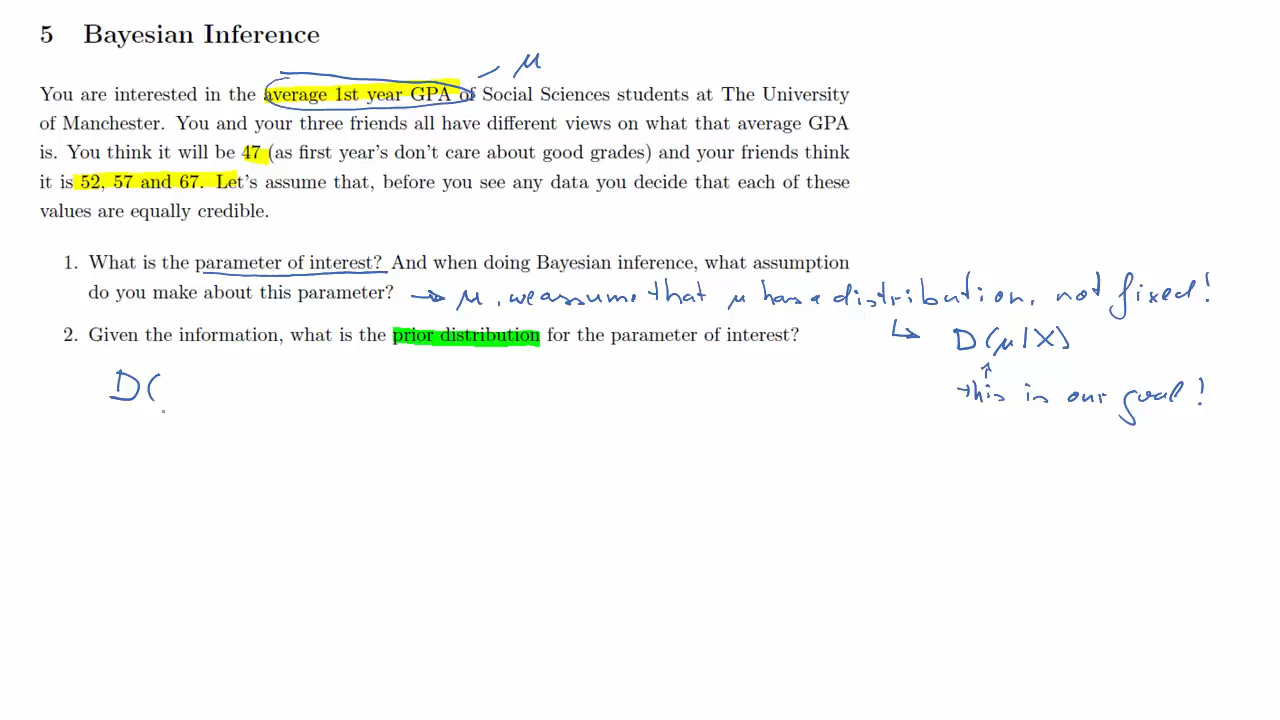 5 Bayesian Inference
μ
You are interested in the average 1st year GPA of Social Sciences students at The University
of Manchester. You and your three friends all have different views on what that average GPA
is. You think it will be 47 (as first year's don't care about good grades) and your friends think
it is 52, 57 and 67. Let's assume that, before you see any data you decide that each of these
values are equally credible.
1. What is the parameter of interest? And when doing Bayesian inference, what assumption
do you make about this parameter? → μ, we assume that μ has a distribution, not fixed!
2. Given the information, what is the prior distribution for the parameter of interest?
↳ D(μ|X)
↑
this is our goal!
D(